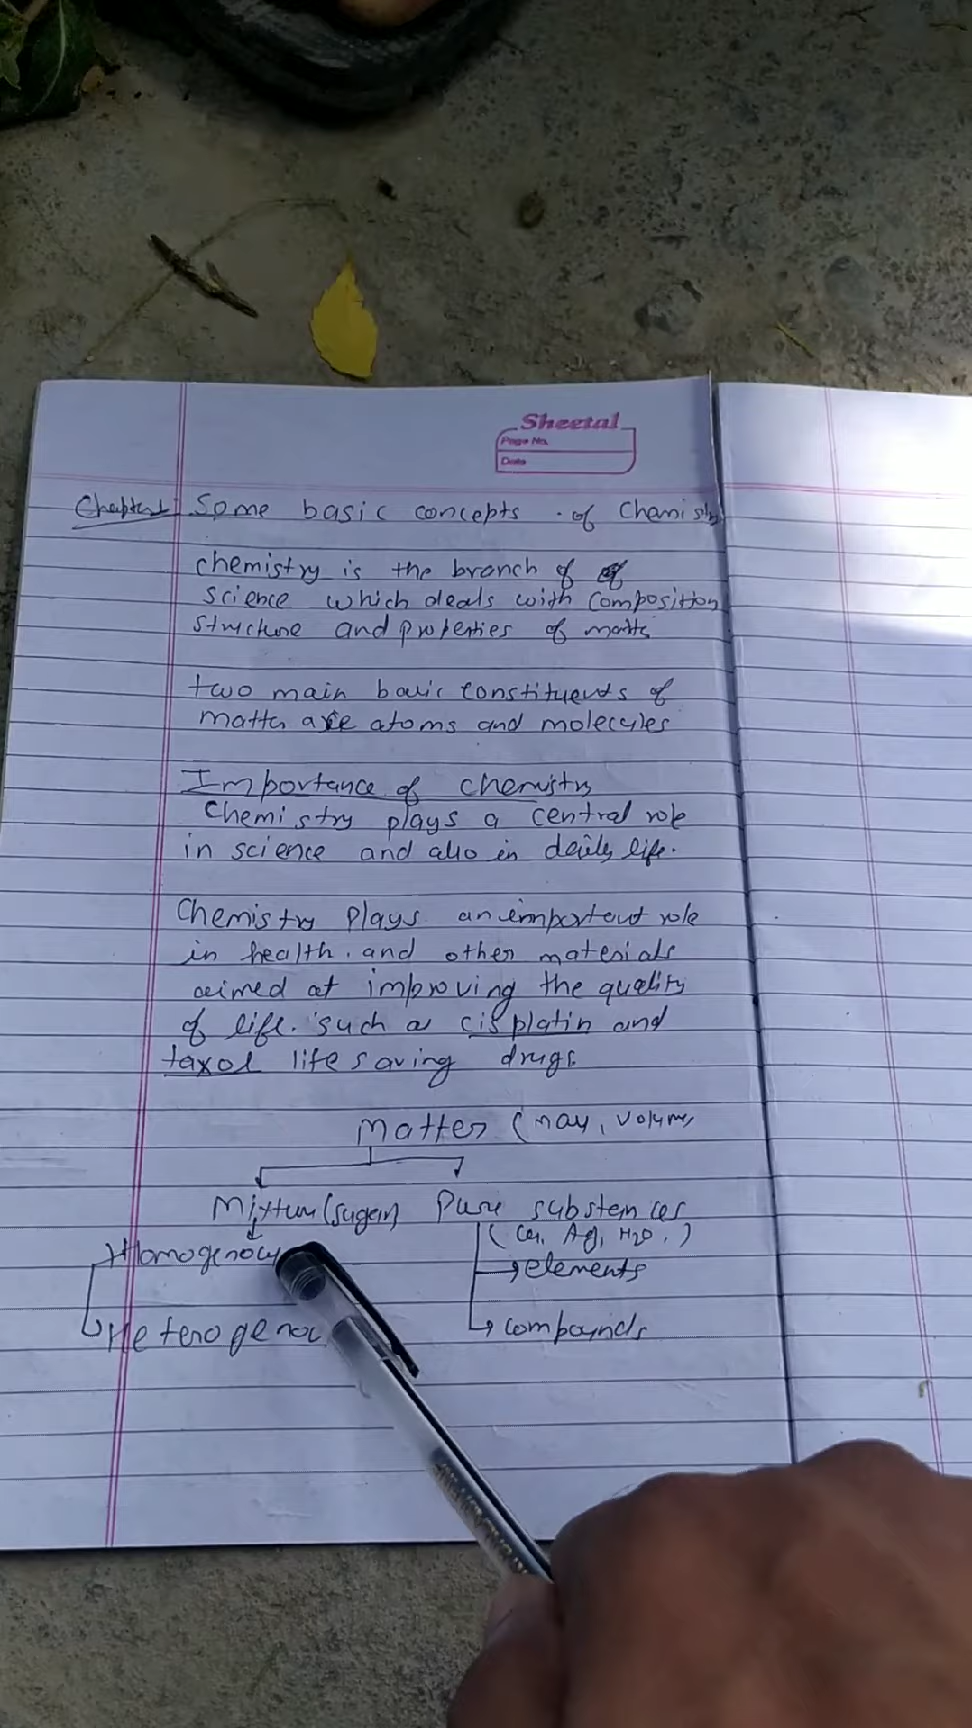 Sheetal
Page No.
Date
Chapter 1 Some basic concepts of Chemistry
chemistry is the branch of of
science which deals with composition
structure and properties of matter
two main basic constituents of
matter are atoms and molecules
Importance of chemistry
Chemistry plays a central role
in science and also in daily life.
Chemistry plays an important role
in health and other materials
aimed at improving the quality
of life. such as cisplatin and
taxol life saving drugs.
Matter (mass, volume
Mixture (sugar) Pure substances
(Cu, Ag, H2O.)
Homogenous elements
Heterogenou compounds